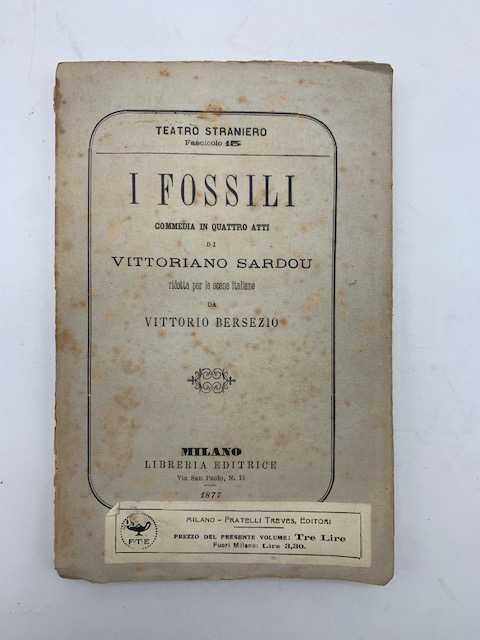 TEATRO STRANIERO
Fascicolo 15
I FOSSILI
COMMEDIA IN QUATTRO ATTI
DI
VITTORIANO SARDOU
ridotta per le scene italiane
DA
VITTORIO BERSEZIO
MILANO
LIBRERIA EDITRICE
Via San Paolo, N. 11
1877
MILANO - FRATELLI TREVES, EDITORI
PREZZO DEL PRESENTE VOLUME: Tre Lire
Fuori Milano: Lire 3,30.
F.T.E